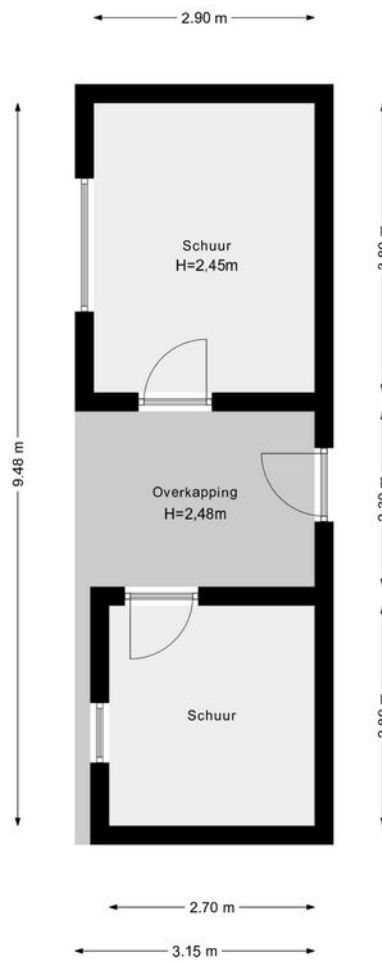 2.90 m
Schuur
H=2,45m
9.48 m
Overkapping
H=2,48m
Schuur
2.70 m
3.15 m